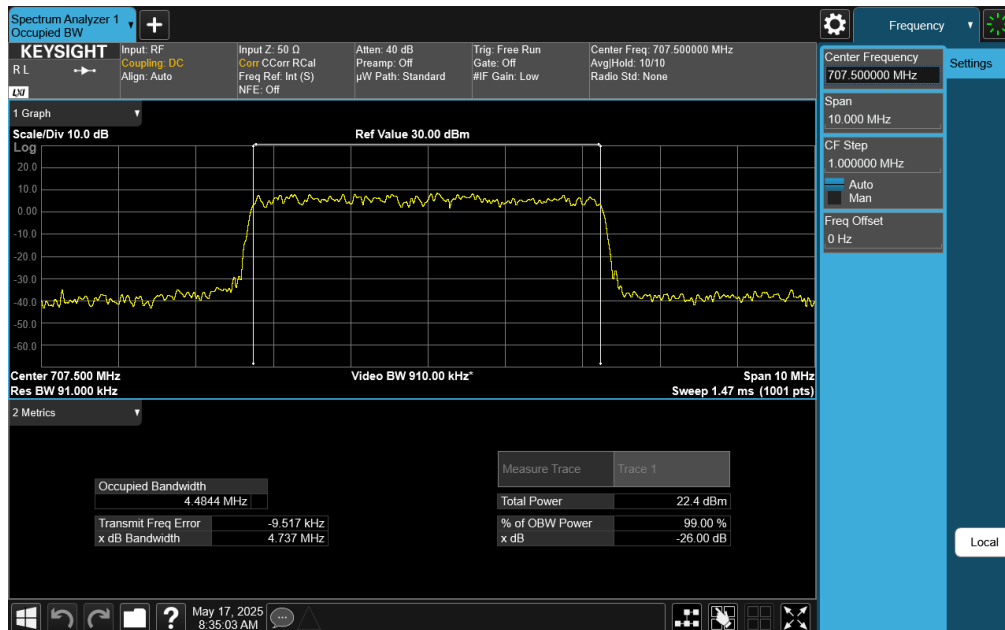 Spectrum Analyzer 1
Occupied BW
Frequency
KEYSIGHT
R L
LXI
Input: RF
Coupling: DC
Align: Auto
Input Z: 50 Ω
Corr CCorr RCal
Freq Ref: Int (S)
NFE: Off
Atten: 40 dB
Preamp: Off
µW Path: Standard
Trig: Free Run
Gate: Off
#IF Gain: Low
Center Freq: 707.500000 MHz
Avg|Hold: 10/10
Radio Std: None
Center Frequency
707.500000 MHz
Settings
Span
10.000 MHz
CF Step
1.000000 MHz
Auto
Man
Freq Offset
0 Hz
Local
1 Graph
Scale/Div 10.0 dB
Ref Value 30.00 dBm
Log
20.0
10.0
0.00
-10.0
-20.0
-30.0
-40.0
-50.0
-60.0
Center 707.500 MHz
Video BW 910.00 kHz*
Span 10 MHz
Res BW 91.000 kHz
Sweep 1.47 ms (1001 pts)
2 Metrics
Occupied Bandwidth
4.4844 MHz
Transmit Freq Error -9.517 kHz
x dB Bandwidth 4.737 MHz
Measure Trace Trace 1
Total Power 22.4 dBm
% of OBW Power 99.00 %
x dB -26.00 dB
May 17, 2025
8:35:03 AM